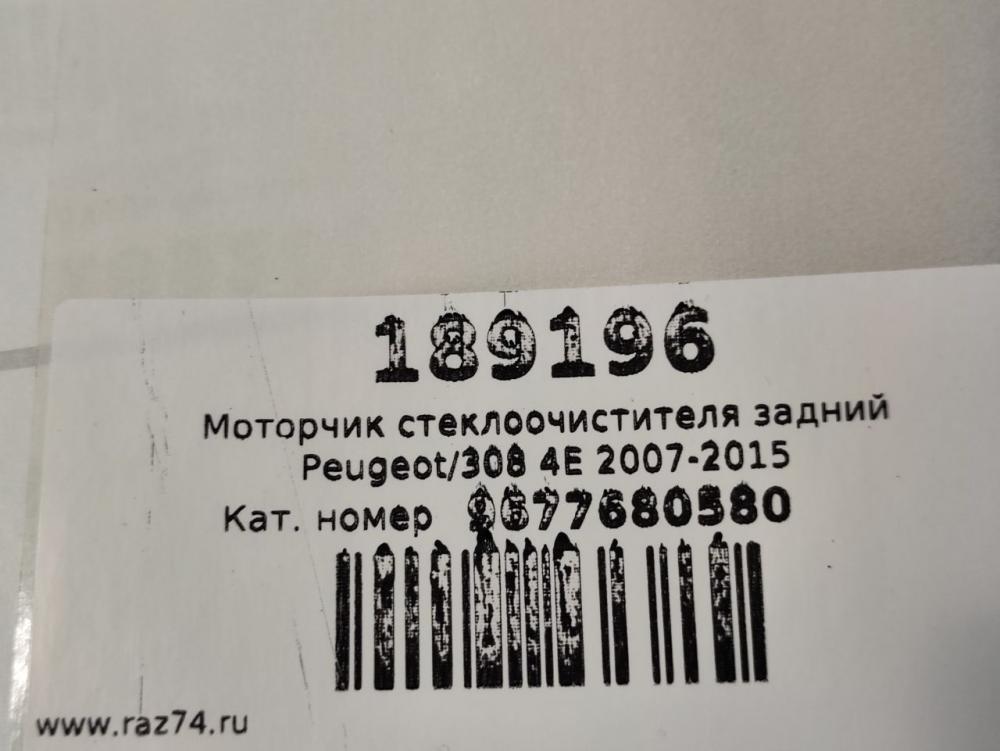 189196
Моторчик стеклоочистителя задний
Peugeot/308 4E 2007-2015
Кат. номер 9677680580
www.raz74.ru